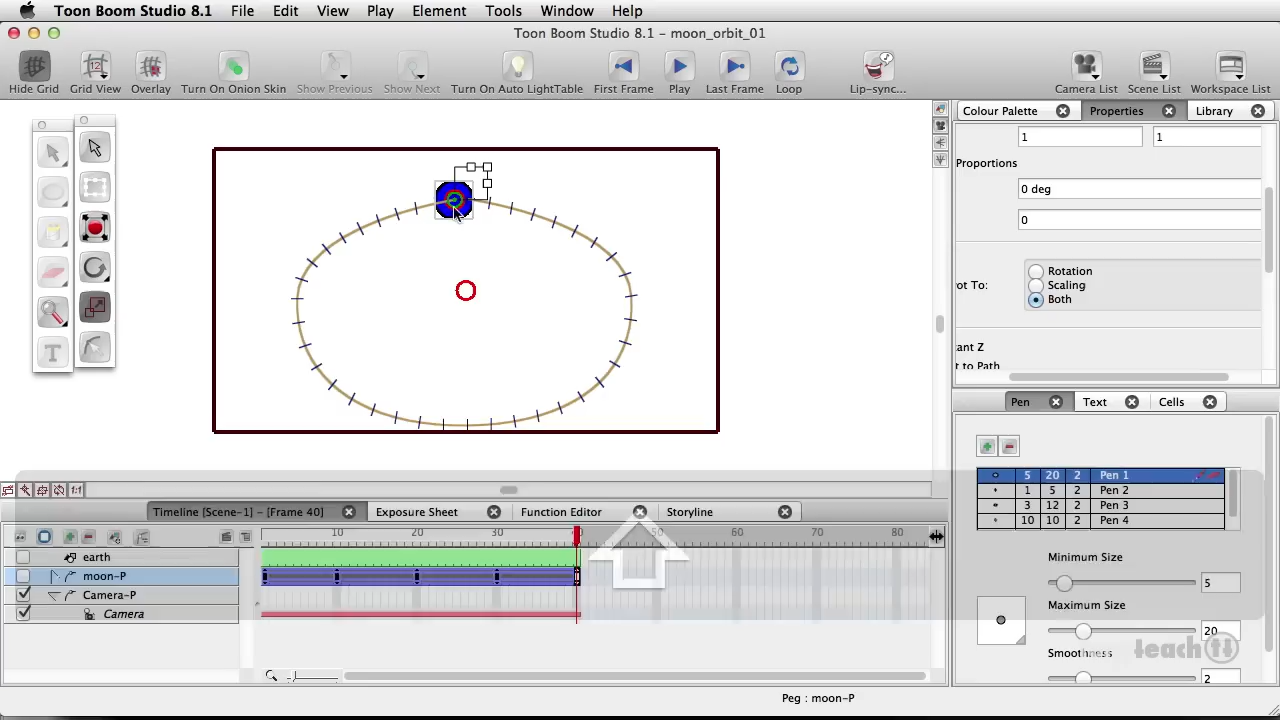 Toon Boom Studio 8.1 File Edit View Play Element Tools Window Help
Toon Boom Studio 8.1 - moon_orbit_01
Hide Grid Grid View Overlay Turn On Onion Skin Show Previous Show Next Turn On Auto LightTable First Frame Play Last Frame Loop Lip-sync... Camera List Scene List Workspace List
Colour Palette Properties Library
1 1
Proportions
0 deg
0
Rotation
ot To: Scaling
Both
ant Z
t to Path
Pen Text Cells
5 20 2 Pen 1
1 5 2 Pen 2
3 12 2 Pen 3
10 10 2 Pen 4
Minimum Size
5
Maximum Size
20
Smoothness
2
teach
T
1:1
Timeline [Scene-1] - [Frame 40] Exposure Sheet Function Editor Storyline
10 20 30 50 60 70 80
earth
moon-P
Camera-P
Camera
Peg : moon-P